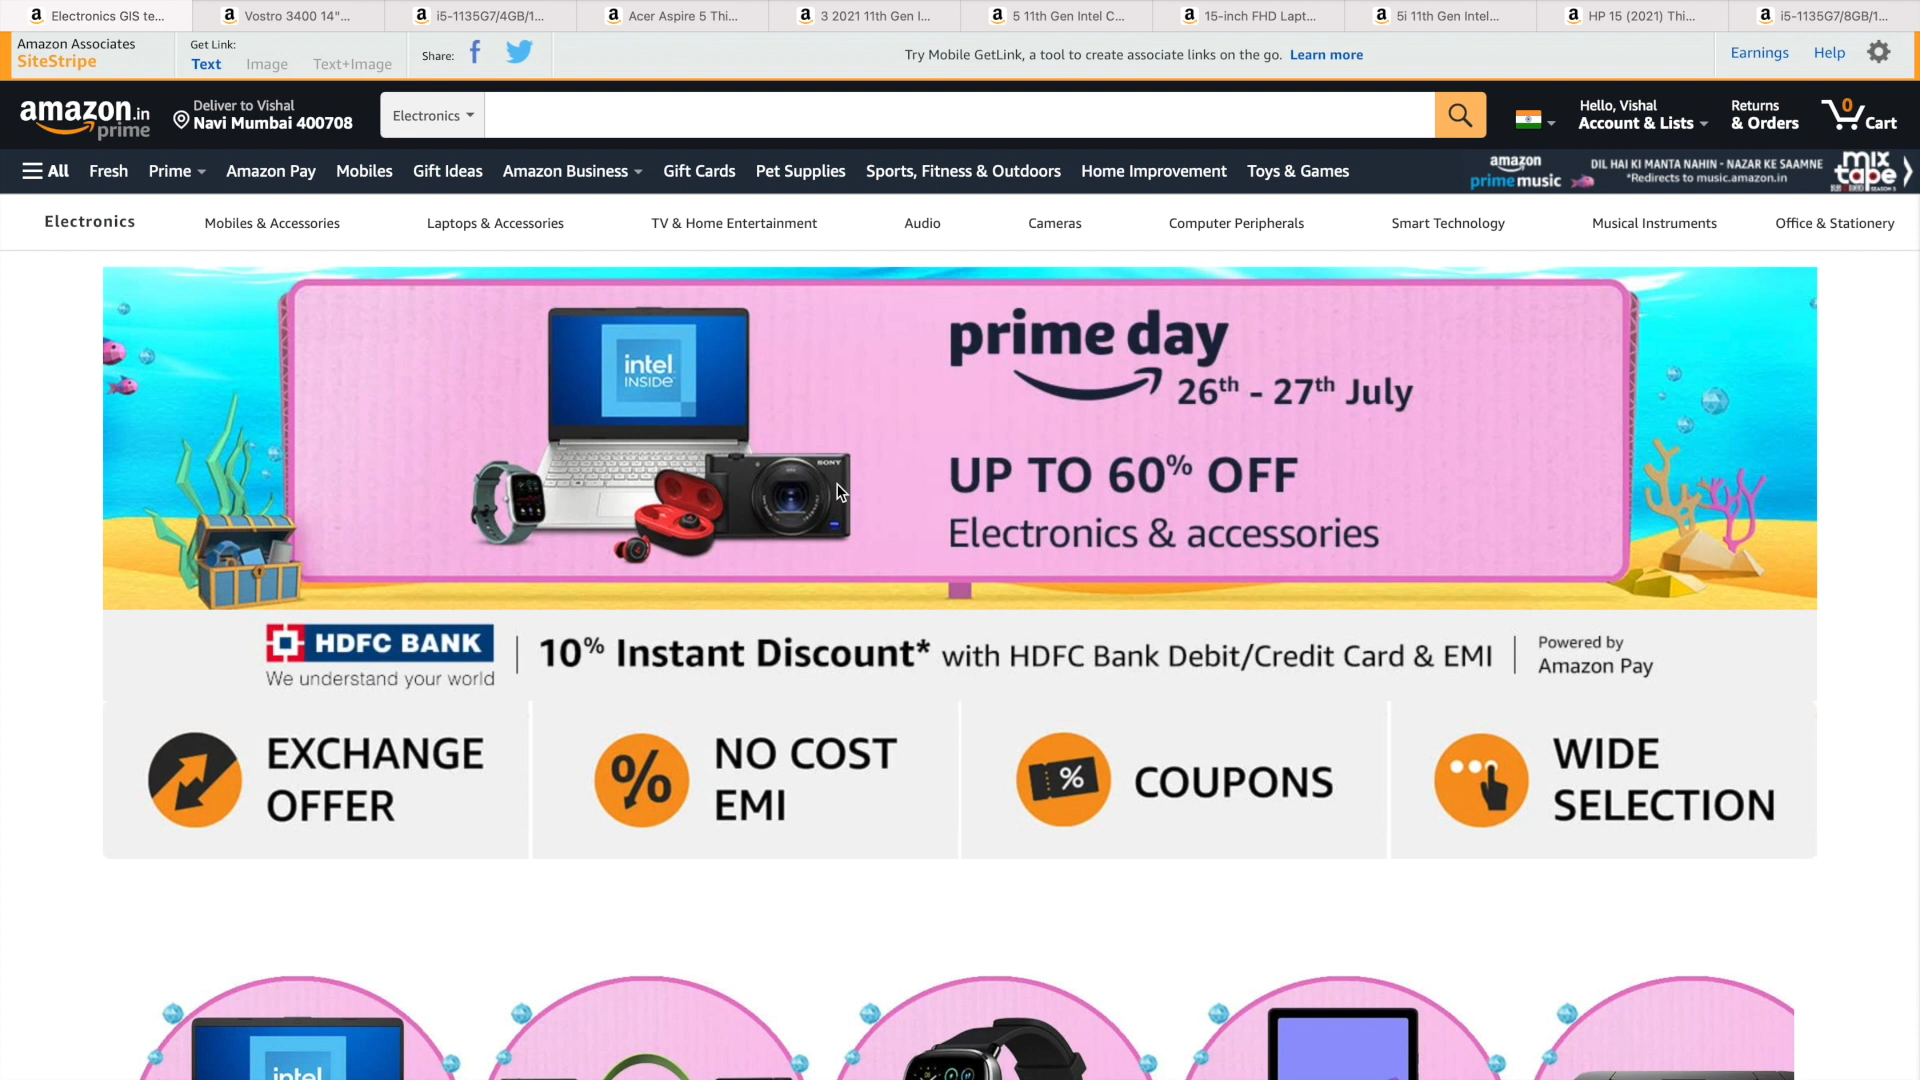 Electronics GIS te...
Vostro 3400 14"...
i5-1135G7/4GB/1...
Acer Aspire 5 Thi...
3 2021 11th Gen I...
5 11th Gen Intel C...
15-inch FHD Lapt...
5i 11th Gen Intel...
HP 15 (2021) Thi...
i5-1135G7/8GB/1...
Amazon Associates
SiteStripe
Get Link:
Text Image Text+Image
Share:
Try Mobile GetLink, a tool to create associate links on the go. Learn more
Earnings Help
amazon.in
prime
Deliver to Vishal
Navi Mumbai 400708
Electronics
Hello, Vishal
Account & Lists
Returns
& Orders
0
Cart
All Fresh Prime Amazon Pay Mobiles Gift Ideas Amazon Business Gift Cards Pet Supplies Sports, Fitness & Outdoors Home Improvement Toys & Games
amazon
prime music
DIL HAI KI MANTA NAHIN - NAZAR KE SAAMNE
*Redirects to music.amazon.in
mix
tape
SEASON 3
Electronics Mobiles & Accessories Laptops & Accessories TV & Home Entertainment Audio Cameras Computer Peripherals Smart Technology Musical Instruments Office & Stationery
intel
INSIDE
SONY
prime day
26th - 27th July
UP TO 60% OFF
Electronics & accessories
HDFC BANK
We understand your world
10% Instant Discount* with HDFC Bank Debit/Credit Card & EMI
Powered by
Amazon Pay
EXCHANGE
OFFER
%
NO COST
EMI
%
COUPONS
WIDE
SELECTION
intel